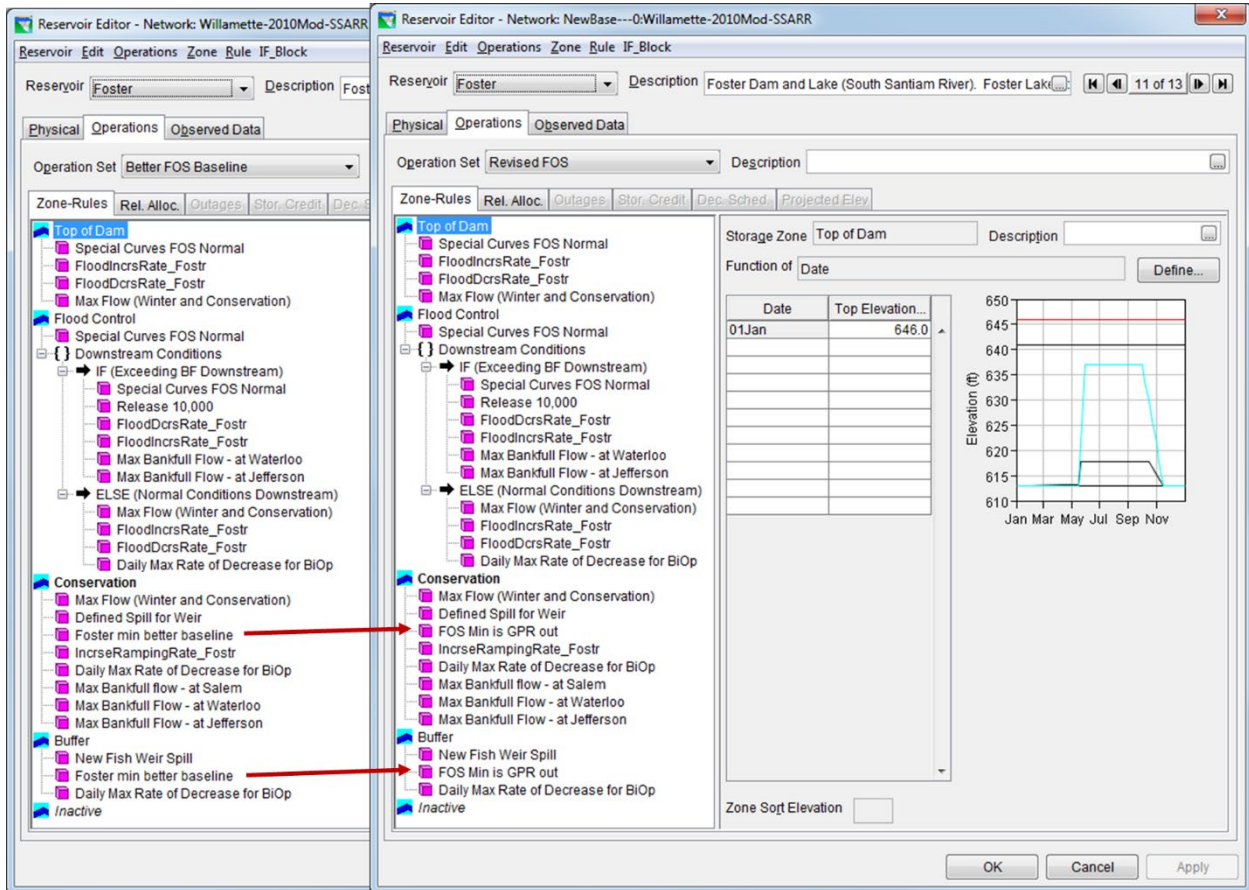 Reservoir Editor - Network: Willamette-2010Mod-SSARR
Reservoir Edit Operations Zone Rule IF_Block
Reservoir Foster Description Fost
Physical Operations Observed Data
Operation Set Better FOS Baseline
Zone-Rules Rel. Alloc. Outages Stor. Credit Dec. S
Top of Dam
Special Curves FOS Normal
FloodIncrsRate_Fostr
FloodDcrsRate_Fostr
Max Flow (Winter and Conservation)
Flood Control
Special Curves FOS Normal
{ } Downstream Conditions
IF (Exceeding BF Downstream)
Special Curves FOS Normal
Release 10,000
FloodDcrsRate_Fostr
FloodIncrsRate_Fostr
Max Bankfull Flow - at Waterloo
Max Bankfull Flow - at Jefferson
ELSE (Normal Conditions Downstream)
Max Flow (Winter and Conservation)
FloodIncrsRate_Fostr
FloodDcrsRate_Fostr
Daily Max Rate of Decrease for BiOp
Conservation
Max Flow (Winter and Conservation)
Defined Spill for Weir
Foster min better baseline
IncrseRampingRate_Fostr
Daily Max Rate of Decrease for BiOp
Max Bankfull flow - at Salem
Max Bankfull Flow - at Waterloo
Max Bankfull Flow - at Jefferson
Buffer
New Fish Weir Spill
Foster min better baseline
Daily Max Rate of Decrease for BiOp
Inactive
Reservoir Editor - Network: NewBase---0:Willamette-2010Mod-SSARR
Reservoir Edit Operations Zone Rule IF_Block
Reservoir Foster Description Foster Dam and Lake (South Santiam River). Foster Lake ... 11 of 13
Physical Operations Observed Data
Operation Set Revised FOS Description ...
Zone-Rules Rel. Alloc. Outages Stor. Credit Dec. Sched. Projected Elev
Top of Dam
Special Curves FOS Normal
FloodIncrsRate_Fostr
FloodDcrsRate_Fostr
Max Flow (Winter and Conservation)
Flood Control
Special Curves FOS Normal
{ } Downstream Conditions
IF (Exceeding BF Downstream)
Special Curves FOS Normal
Release 10,000
FloodDcrsRate_Fostr
FloodIncrsRate_Fostr
Max Bankfull Flow - at Waterloo
Max Bankfull Flow - at Jefferson
ELSE (Normal Conditions Downstream)
Max Flow (Winter and Conservation)
FloodIncrsRate_Fostr
FloodDcrsRate_Fostr
Daily Max Rate of Decrease for BiOp
Conservation
Max Flow (Winter and Conservation)
Defined Spill for Weir
FOS Min is GPR out
IncrseRampingRate_Fostr
Daily Max Rate of Decrease for BiOp
Max Bankfull flow - at Salem
Max Bankfull Flow - at Waterloo
Max Bankfull Flow - at Jefferson
Buffer
New Fish Weir Spill
FOS Min is GPR out
Daily Max Rate of Decrease for BiOp
Inactive
Storage Zone Top of Dam Description ...
Function of Date Define...
Date Top Elevation...
01Jan 646.0
Elevation (ft)
650
645
640
635
630
625
620
615
610
Jan Mar May Jul Sep Nov
Zone Sort Elevation
OK Cancel Apply